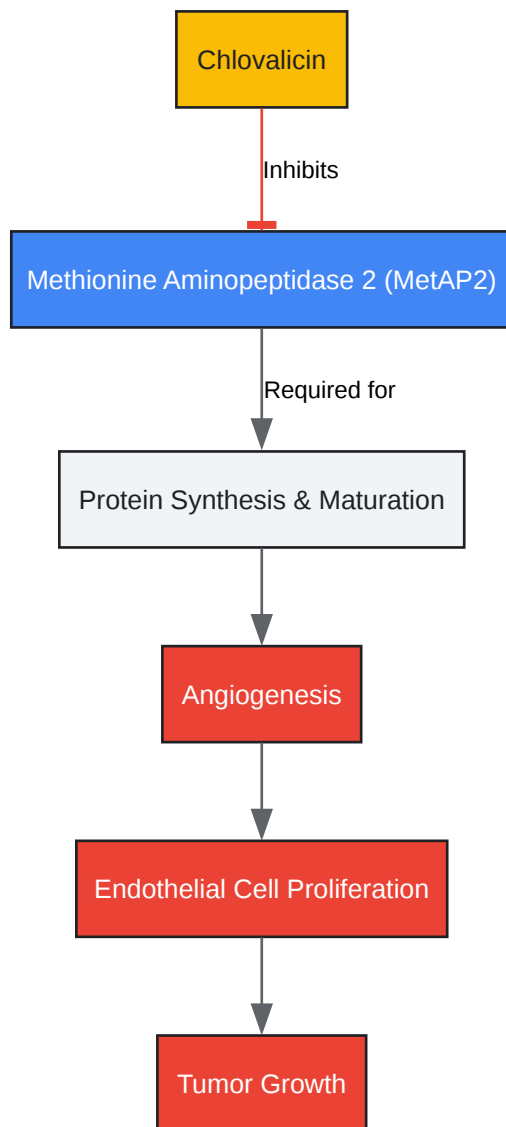 Chlovalicin
Inhibits
Methionine Aminopeptidase 2 (MetAP2)
Required for
Protein Synthesis & Maturation
Angiogenesis
Endothelial Cell Proliferation
Tumor Growth